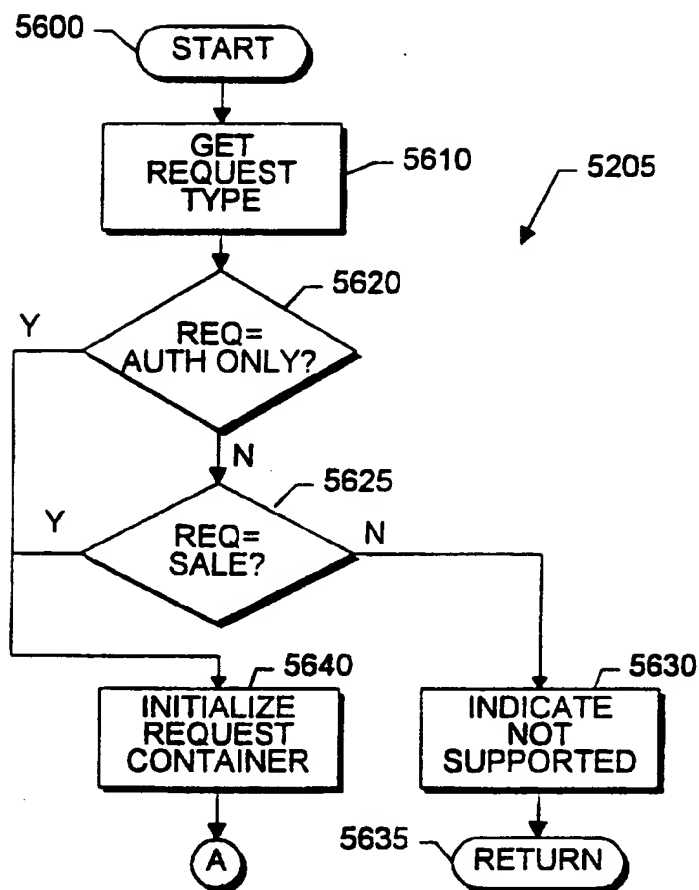 5600
START
GET
REQUEST
TYPE
5610
5205
5620
Y
REQ=
AUTH ONLY?
N
5625
Y
REQ=
SALE?
N
5640
INITIALIZE
REQUEST
CONTAINER
5630
INDICATE
NOT
SUPPORTED
A
5635
RETURN